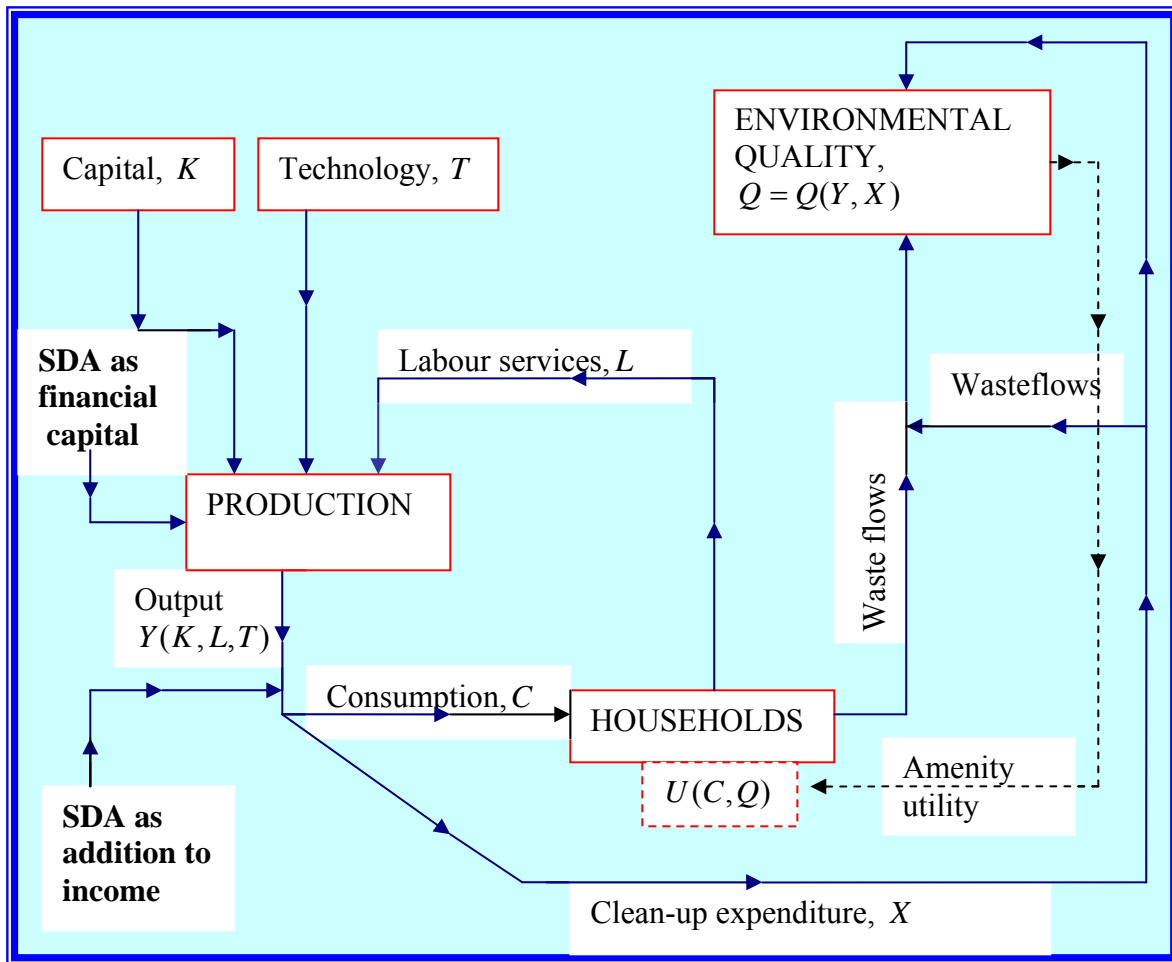 ENVIRONMENTAL
QUALITY,
Q = Q(Y, X)
Capital, K
Technology, T
SDA as
financial
capital
Labour services, L
Wasteflows
Waste flows
PRODUCTION
Output
Y(K, L, T)
Consumption, C
HOUSEHOLDS
U(C, Q)
Amenity
utility
SDA as
addition to
income
Clean-up expenditure, X